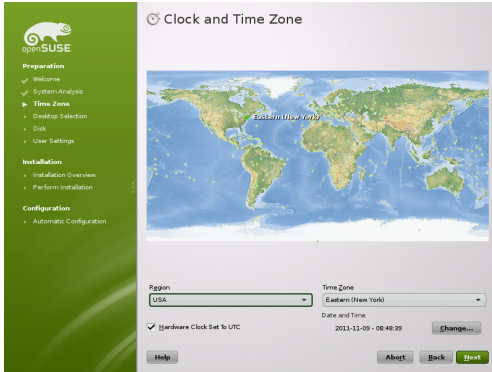 openSUSE
Preparation
Welcome
System Analysis
Time Zone
Desktop Selection
Disk
User Settings
Installation
Installation Overview
Perform Installation
Configuration
Automatic Configuration
Clock and Time Zone
Eastern (New York)
Region
USA
Time Zone
Eastern (New York)
Hardware Clock Set To UTC
Date and Time
2011-11-09 - 08:48:39
Change...
Help
Abort
Back
Next